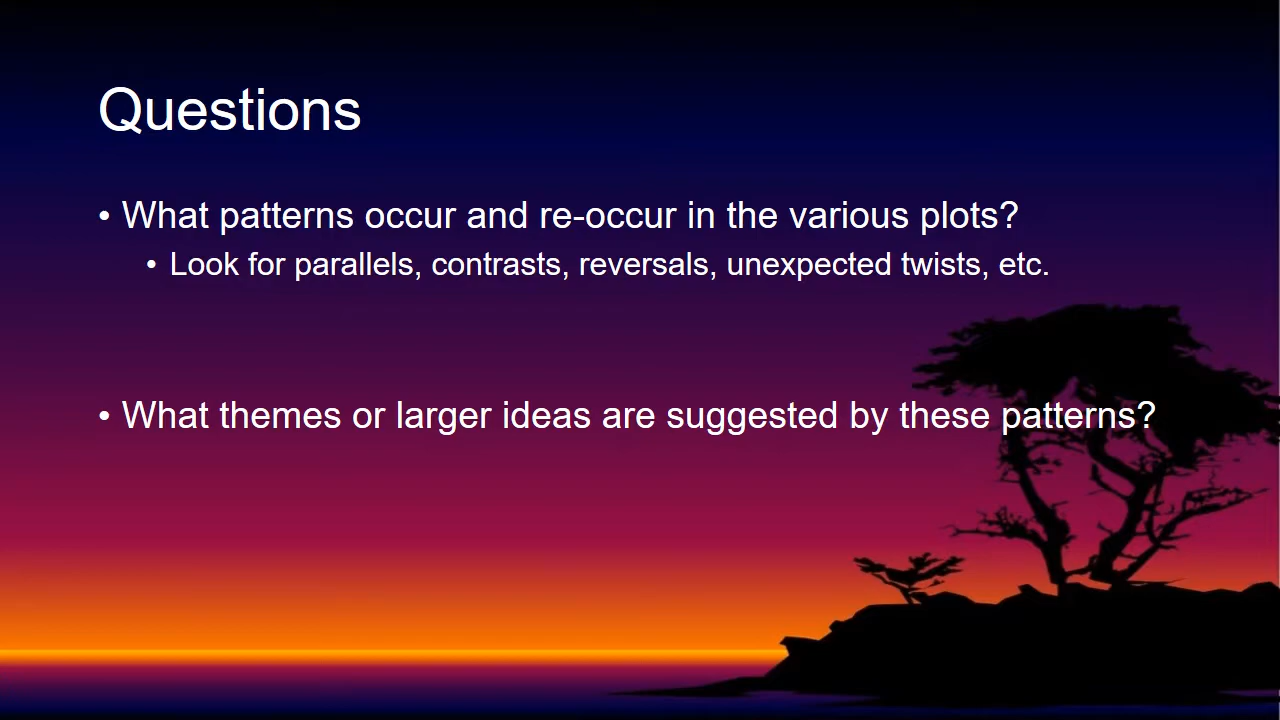 Questions
• What patterns occur and re-occur in the various plots?
• Look for parallels, contrasts, reversals, unexpected twists, etc.
• What themes or larger ideas are suggested by these patterns?